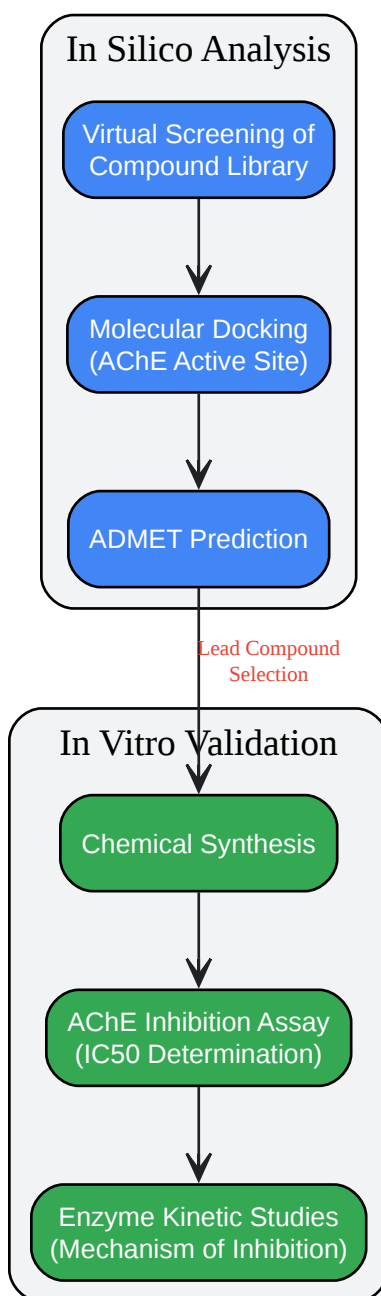 In Silico Analysis
Virtual Screening of
Compound Library
Molecular Docking
(AChE Active Site)
ADMET Prediction
Lead Compound
Selection
In Vitro Validation
Chemical Synthesis
AChE Inhibition Assay
(IC50 Determination)
Enzyme Kinetic Studies
(Mechanism of Inhibition)